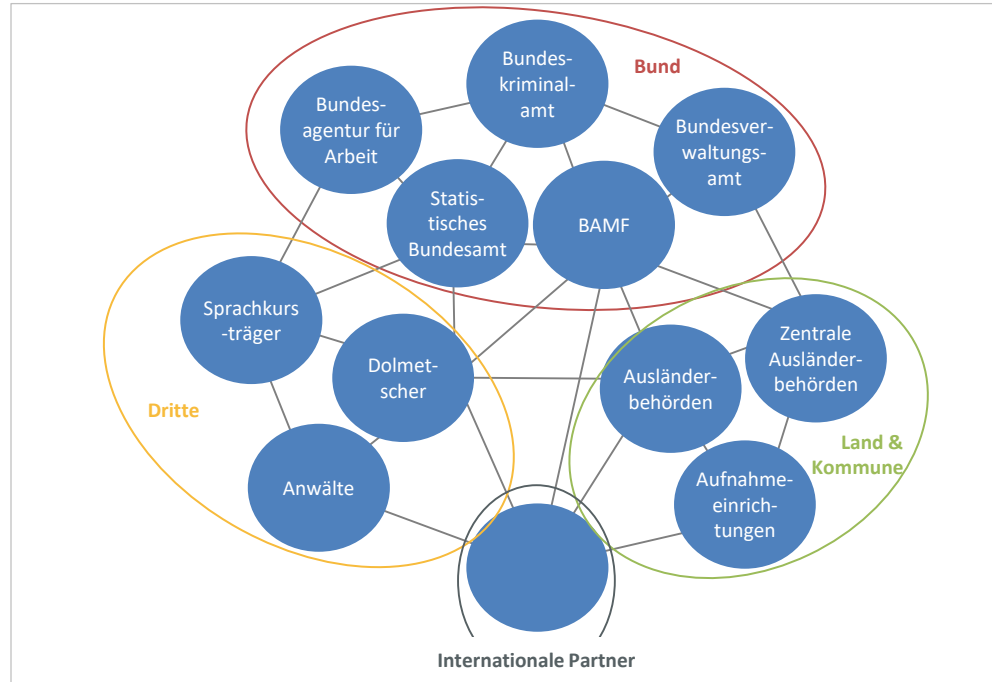 Bundes-
kriminal-
amt
Bund
Bundes-
agentur für
Arbeit
Bundesver-
waltungs-
amt
Statis-
tisches
Bundesamt
BAMF
Sprachkurs
-träger
Dolmet-
scher
Ausländer-
behörden
Zentrale
Ausländer-
behörden
Dritte
Land &
Kommune
Anwälte
Aufnahme-
einrich-
tungen
Internationale Partner